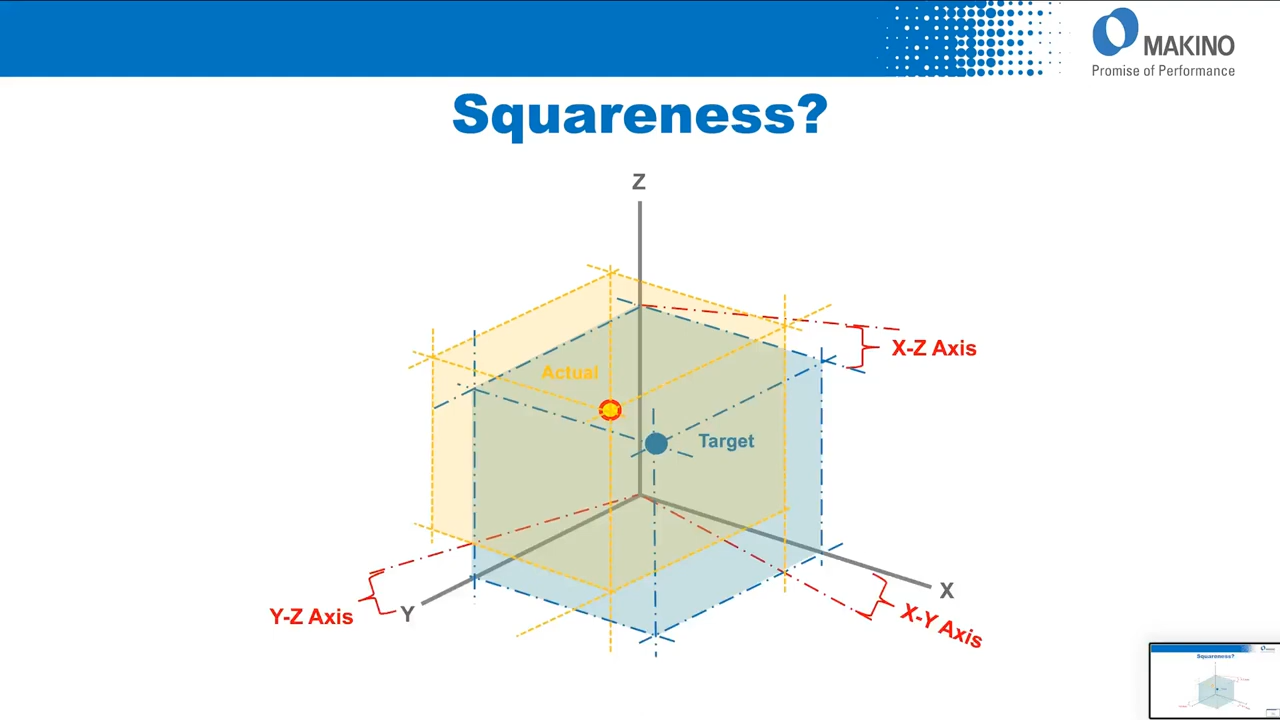 MAKINO
Promise of Performance
Squareness?
Z
X-Z Axis
Actual
Target
X
Y-Z Axis
Y
X-Y Axis
Squareness?